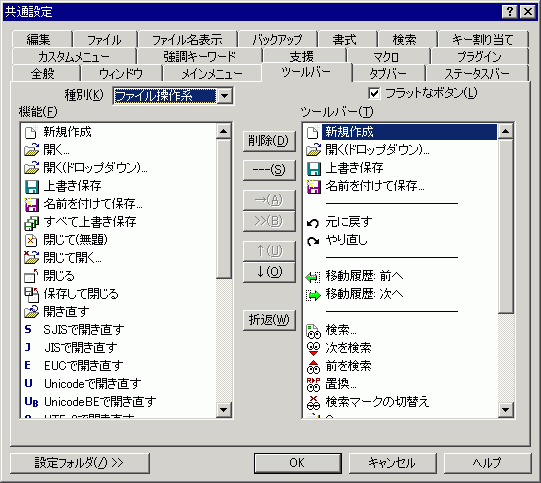 共通設定
編集 ファイル ファイル名表示 バックアップ 書式 検索 キー割り当て
カスタムメニュー 強調キーワード 支援 マクロ プラグイン
全般 ウィンドウ メインメニュー ツールバー タブバー ステータスバー
種別(K) ファイル操作系
フラットなボタン(L)
機能(F)
新規作成
開く...
開く(ドロップダウン)...
上書き保存
名前を付けて保存...
すべて上書き保存
閉じて(無題)
閉じて開く...
閉じる
保存して閉じる
開き直す
S SJISで開き直す
J JISで開き直す
E EUCで開き直す
U Unicodeで開き直す
UB UnicodeBEで開き直す
削除(D)
---(S)
→(A)
>>(B)
↑(U)
↓(O)
折返(W)
ツールバー(T)
新規作成
開く(ドロップダウン)...
上書き保存
名前を付けて保存...
元に戻す
やり直し
移動履歴: 前へ
移動履歴: 次へ
検索...
次を検索
前を検索
置換...
検索マークの切替え
設定フォルダ(/) >>
OK
キャンセル
ヘルプ